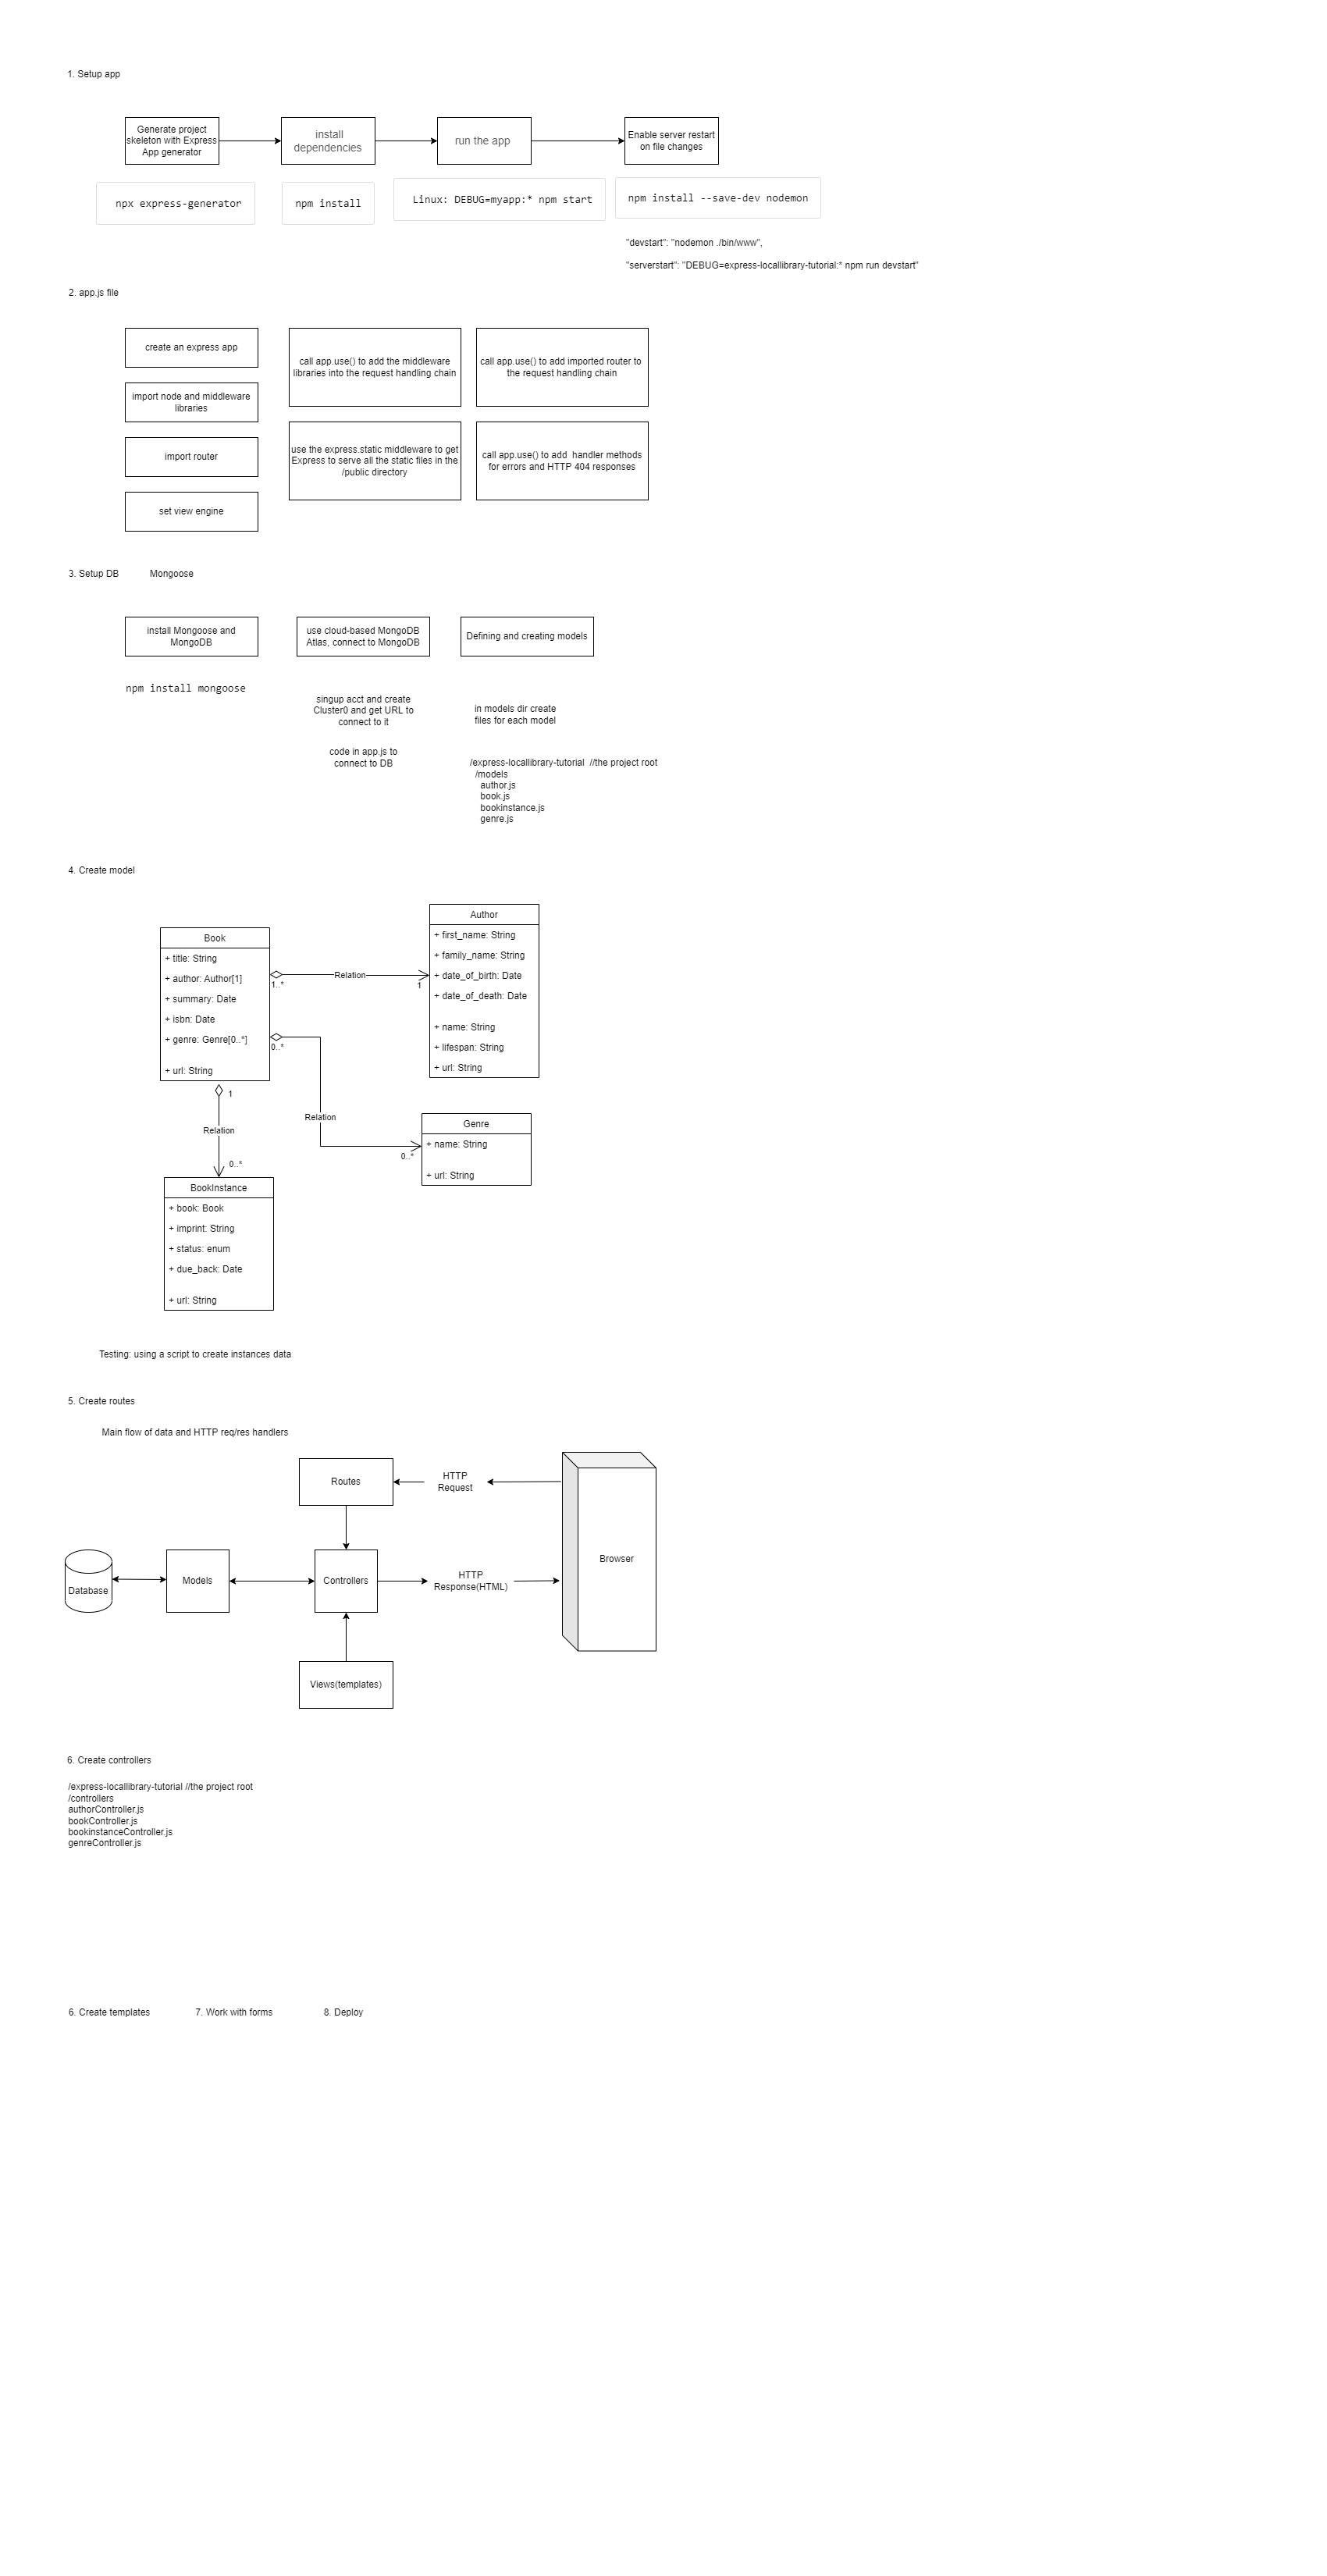 1. Setup app
Generate project
skeleton with Express
App generator
install
dependencies
run the app
Enable server restart
on file changes
npx express-generator
npm install
Linux: DEBUG=myapp:* npm start
npm install --save-dev nodemon
"devstart": "nodemon ./bin/www",
"serverstart": "DEBUG=express-locallibrary-tutorial:* npm run devstart"
2. app.js file
create an express app
import node and middleware
libraries
import router
set view engine
call app.use() to add the middleware
libraries into the request handling chain
call app.use() to add imported router to
the request handling chain
use the express.static middleware to get
Express to serve all the static files in the
/public directory
call app.use() to add  handler methods
for errors and HTTP 404 responses
3. Setup DB
Mongoose
install Mongoose and
MongoDB
use cloud-based MongoDB
Atlas, connect to MongoDB
Defining and creating models
npm install mongoose
singup acct and create
Cluster0 and get URL to
connect to it
code in app.js to
connect to DB
in models dir create
files for each model
/express-locallibrary-tutorial  //the project root
/models
author.js
book.js
bookinstance.js
genre.js
4. Create model
Book
+ title: String
+ author: Author[1]
+ summary: Date
+ isbn: Date
+ genre: Genre[0..*]
+ url: String
Relation
1..*
1
Author
+ first_name: String
+ family_name: String
+ date_of_birth: Date
+ date_of_death: Date
+ name: String
+ lifespan: String
+ url: String
0..*
Relation
0..*
Genre
+ name: String
+ url: String
1
Relation
0..*
BookInstance
+ book: Book
+ imprint: String
+ status: enum
+ due_back: Date
+ url: String
Testing: using a script to create instances data
5. Create routes
Main flow of data and HTTP req/res handlers
Routes
HTTP
Request
Browser
Database
Models
Controllers
HTTP
Response(HTML)
Views(templates)
6. Create controllers
/express-locallibrary-tutorial //the project root
/controllers
authorController.js
bookController.js
bookinstanceController.js
genreController.js
6. Create templates
7. Work with forms
8. Deploy